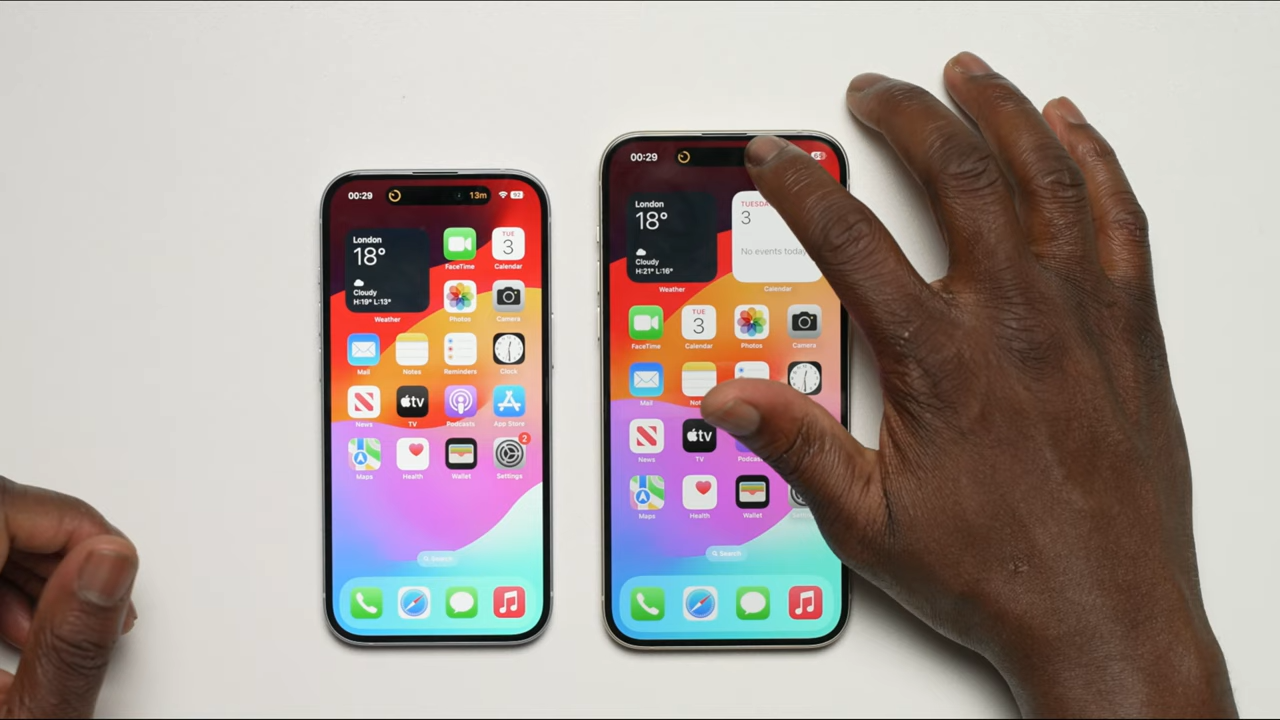 00:29
13m
92
London
18°
Cloudy
H:19° L:13°
Weather
FaceTime
TUE
3
Calendar
Photos
Camera
Mail
Notes
Reminders
Clock
News
tv
TV
Podcasts
App Store
Maps
Health
Wallet
2
Settings
Search
00:29
London
18°
Cloudy
H:21° L:16°
Weather
TUESDA
3
No events today
Calendar
FaceTime
TUE
3
Calendar
Photos
Camera
Mail
News
tv
TV
Maps
Health
Wallet
Search